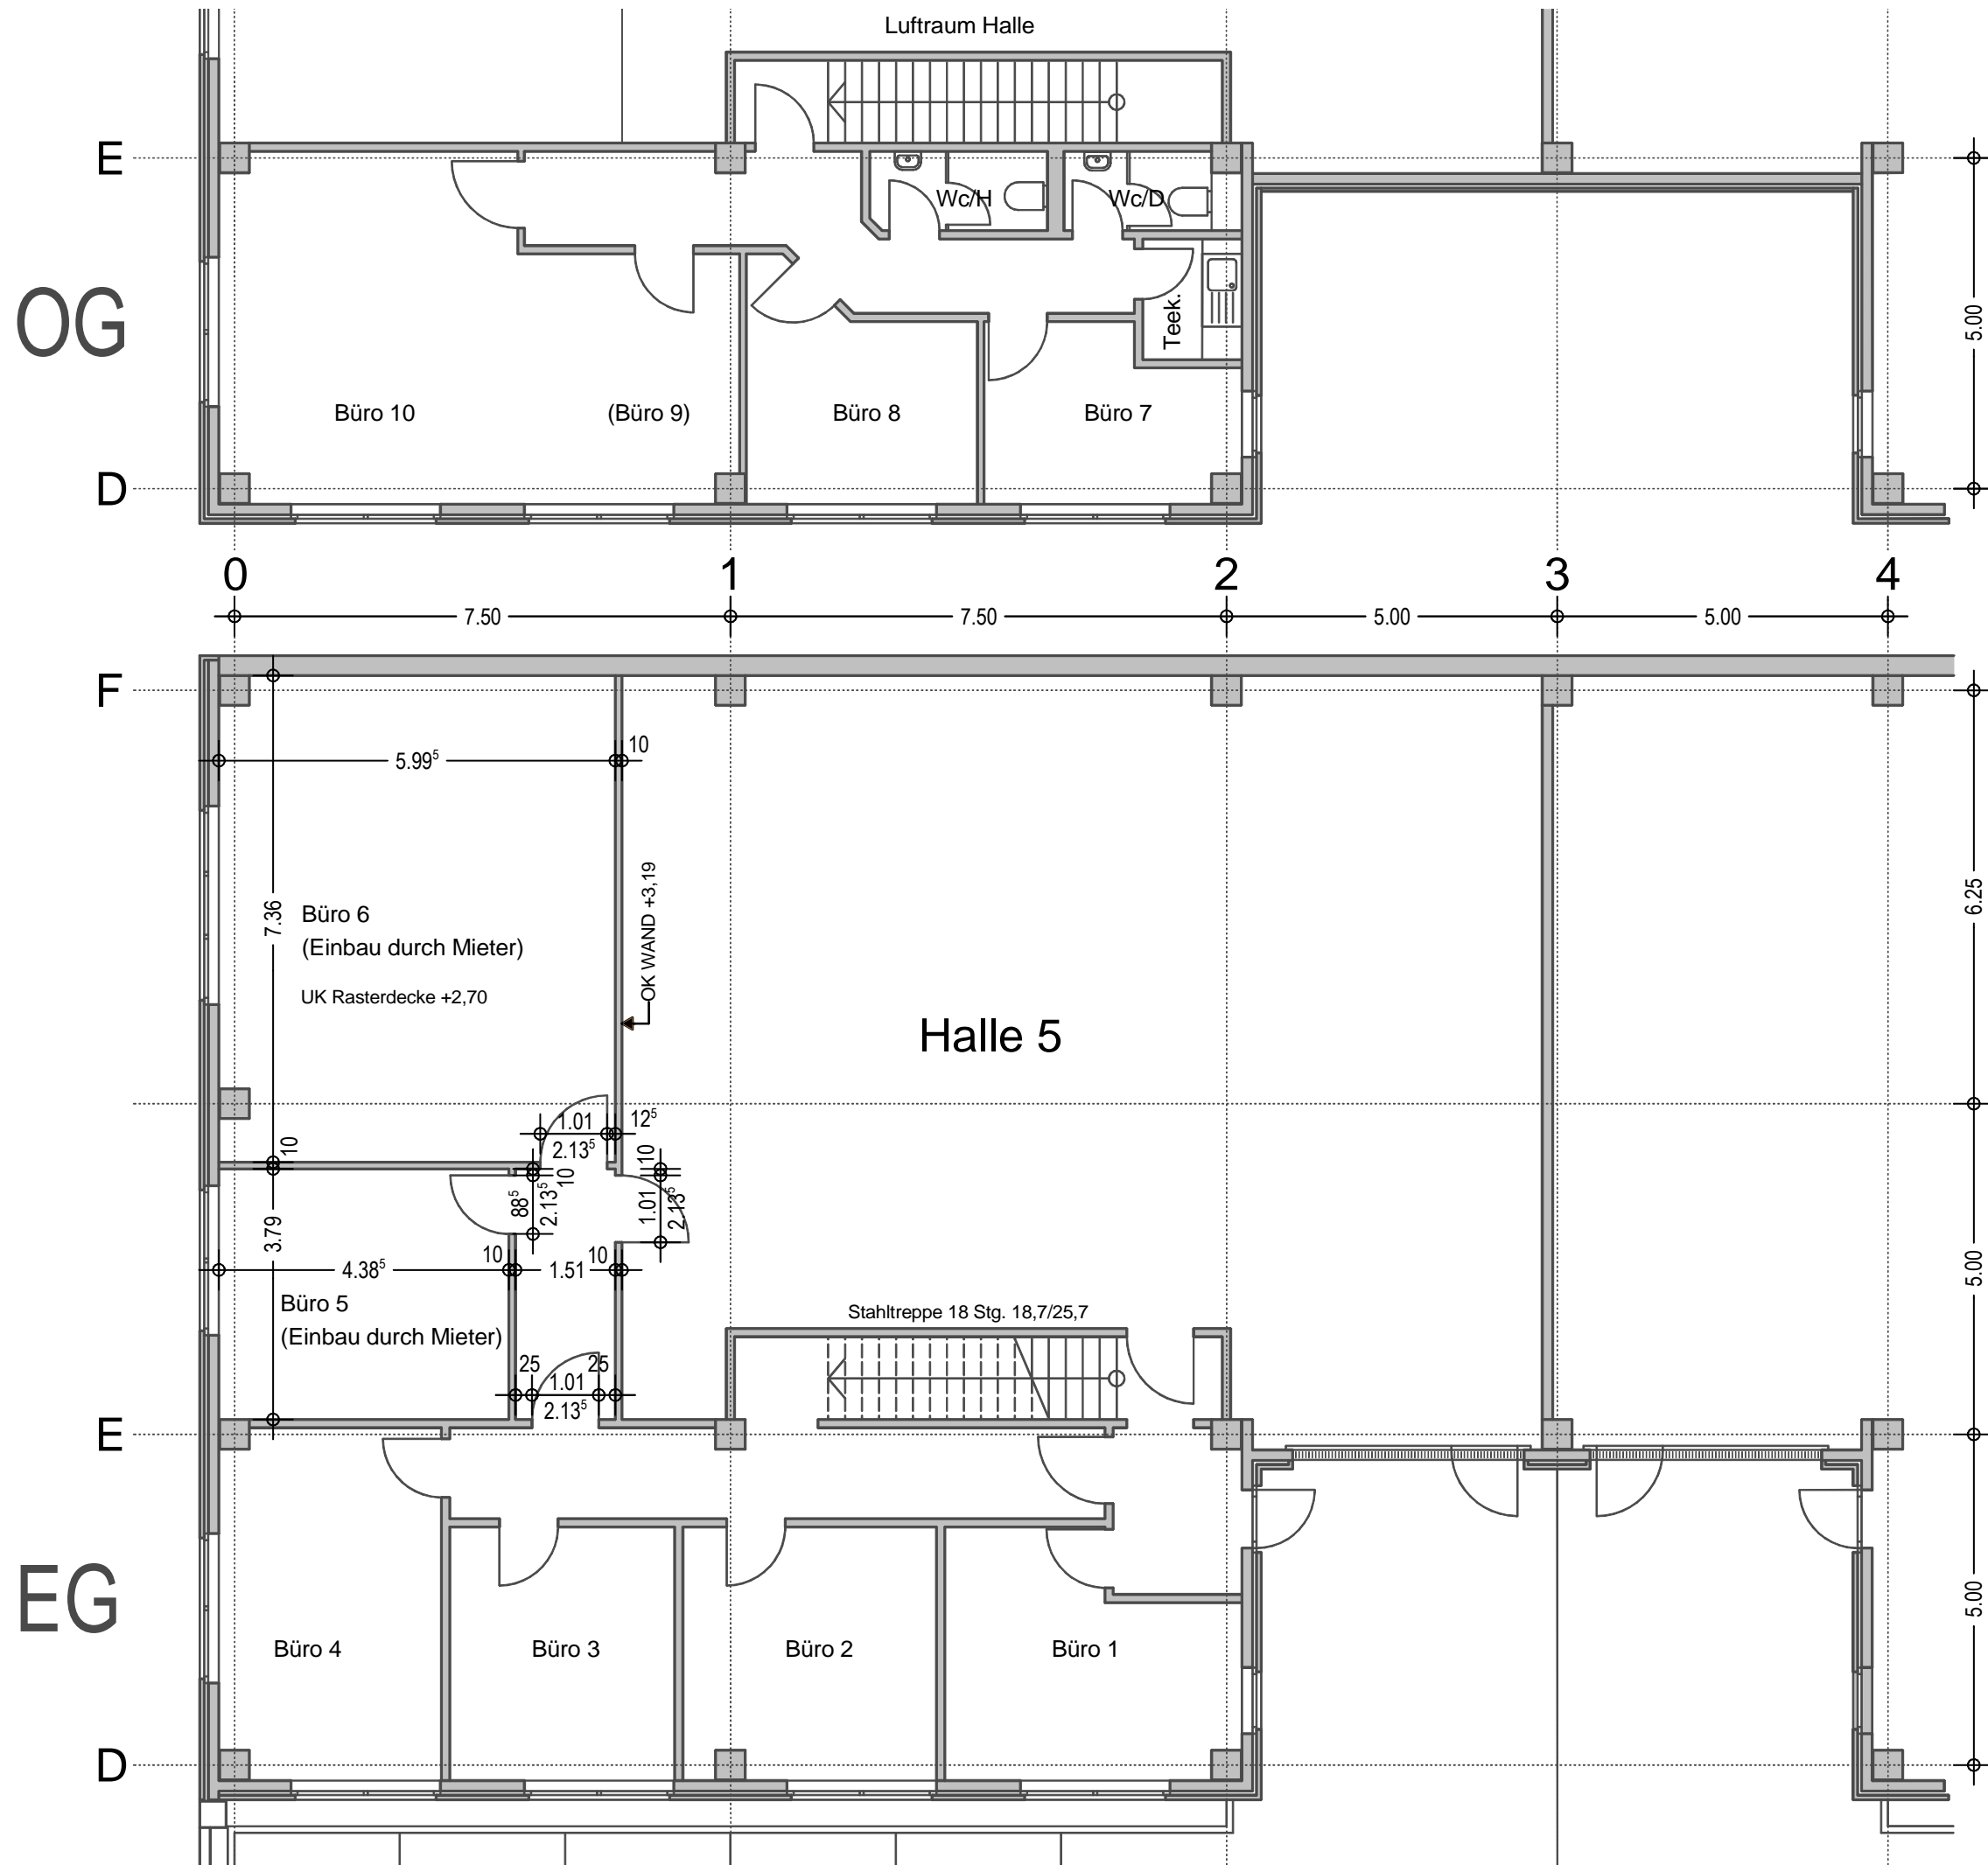 Luftraum Halle
E
Wc/H
Wc/D
OG
Teek.
5.00
Büro 10
(Büro 9)
Büro 8
Büro 7
D
0
1
2
3
4
7.50
7.50
5.00
5.00
F
10
5.99⁵
OK WAND +3,19
6.25
7.36
Büro 6
(Einbau durch Mieter)
UK Rasterdecke +2,70
Halle 5
1.01
2.13⁵
12⁵
10
10
10
88⁵
2.13⁵
1.01
2.13⁵
3.79
10
10
4.38⁵
1.51
5.00
Büro 5
(Einbau durch Mieter)
Stahltreppe 18 Stg. 18,7/25,7
25
25
1.01
2.13⁵
E
EG
5.00
Büro 4
Büro 3
Büro 2
Büro 1
D